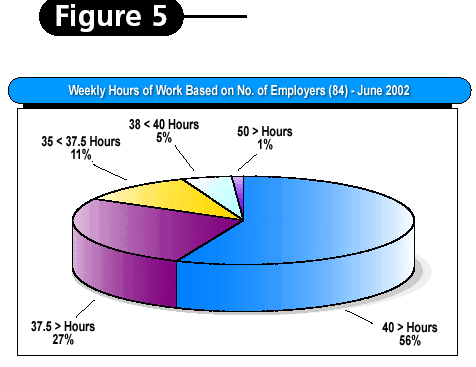 Figure 5
Weekly Hours of Work Based on No. of Employers (84) - June 2002
38 < 40 Hours
5%
50 > Hours
1%
35 < 37.5 Hours
11%
37.5 > Hours
27%
40 > Hours
56%